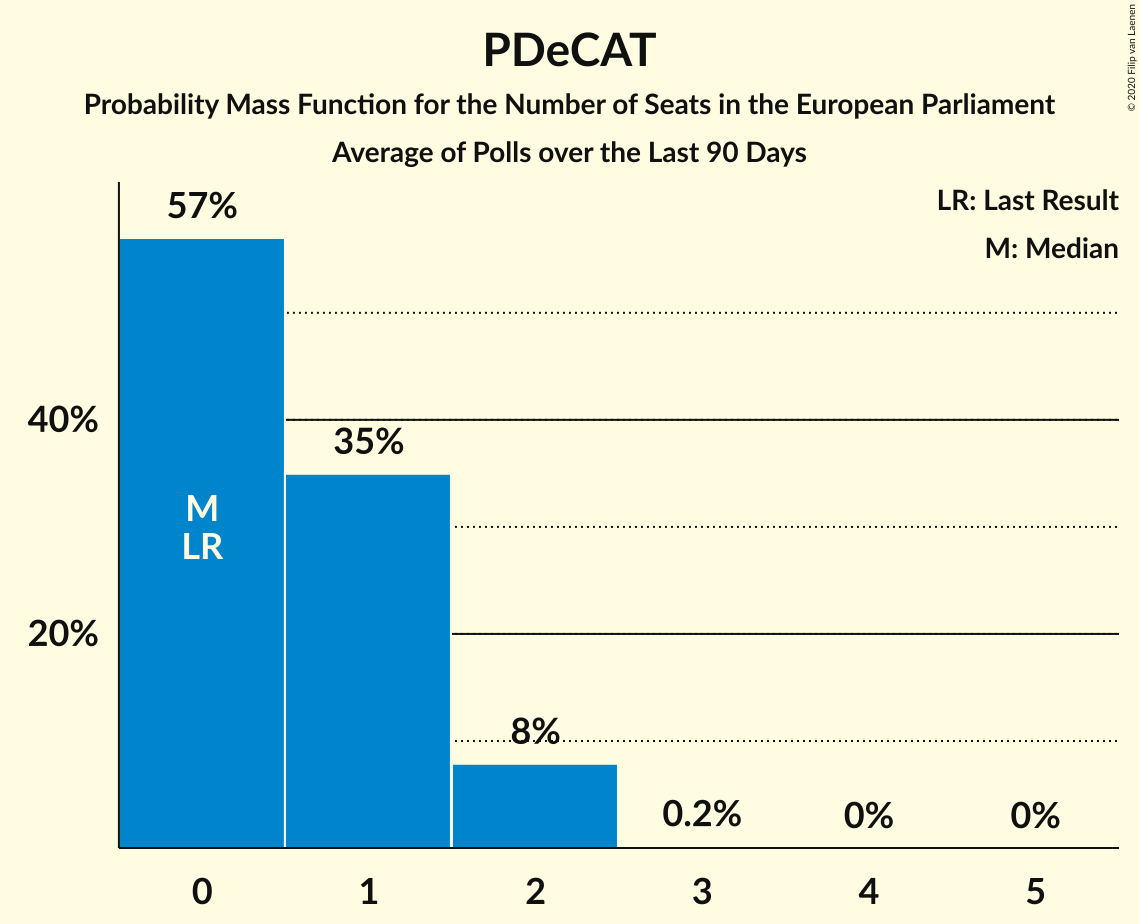 PDeCAT
Probability Mass Function for the Number of Seats in the European Parliament
Average of Polls over the Last 90 Days
© 2020 Filip van Laenen
LR: Last Result
M: Median
57%
40%
35%
M
LR
20%
8%
0.2%
0%
0%
0
1
2
3
4
5